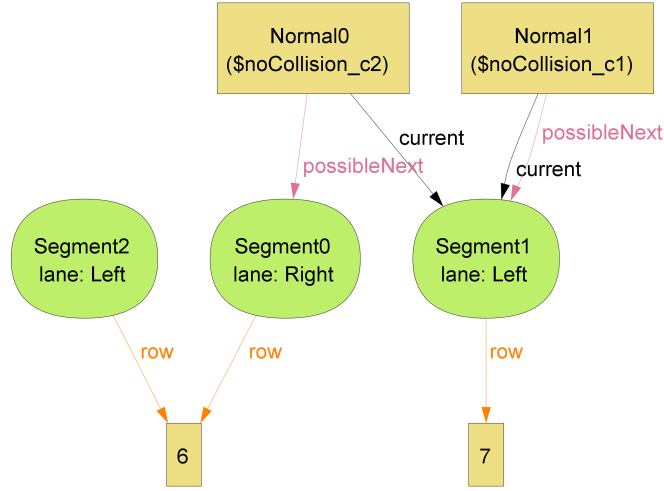 Normal0
($noCollision_c2)
Normal1
($noCollision_c1)
current
possibleNext
possibleNext
current
Segment2
lane: Left
Segment0
lane: Right
Segment1
lane: Left
row
row
row
6
7